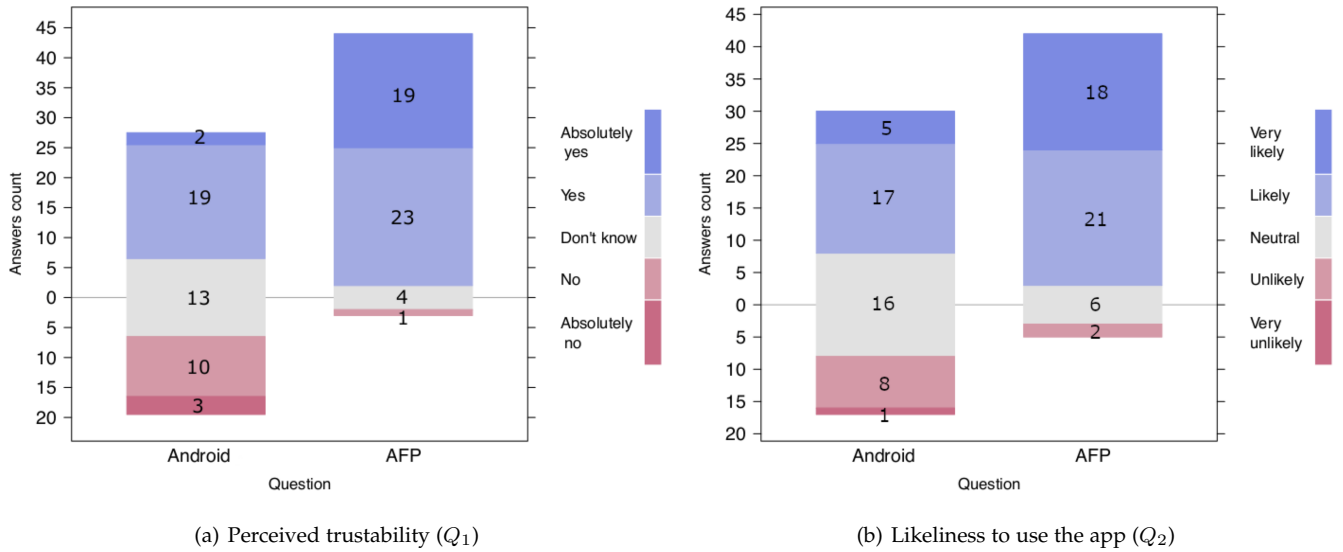 45
40
35
30
25
20
15
10
5
0
5
10
15
20
Answers count
19
2
19
23
13
4
1
10
3
Android
AFP
Question
Absolutely
yes
Yes
Don't know
No
Absolutely
no
(a) Perceived trustability (Q1)
45
40
35
30
25
20
15
10
5
0
5
10
15
20
Answers count
18
5
17
21
16
6
2
8
1
Android
AFP
Question
Very
likely
Likely
Neutral
Unlikely
Very
unlikely
(b) Likeliness to use the app (Q2)